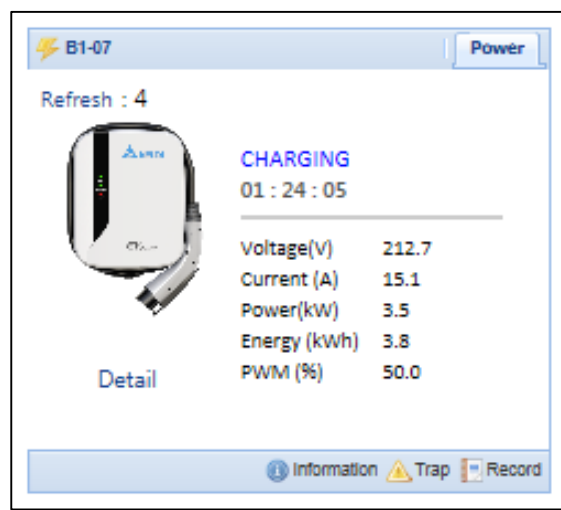 B1-07
Power
Refresh : 4
CHARGING
01 : 24 : 05
Voltage(V) 212.7
Current (A) 15.1
Power(kW) 3.5
Energy (kWh) 3.8
PWM (%) 50.0
Detail
Information Trap Record